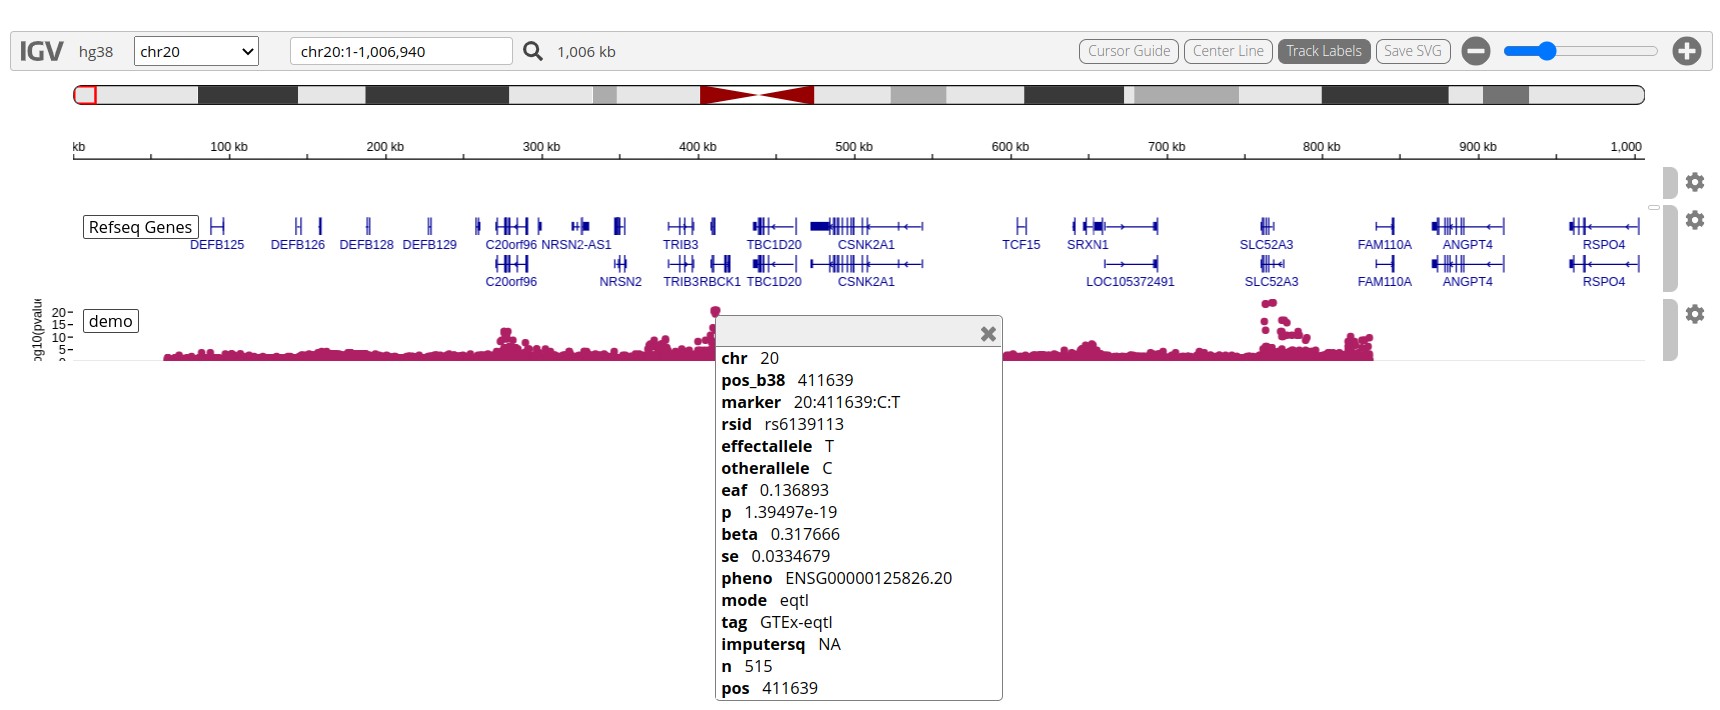 IGV hg38 chr20 chr20:1-1,006,940 1,006 kb Cursor Guide Center Line Track Labels Save SVG
kb 100 kb 200 kb 300 kb 400 kb 500 kb 600 kb 700 kb 800 kb 900 kb 1,000
Refseq Genes
DEFB125 DEFB126 DEFB128 DEFB129 C20orf96 NRSN2-AS1 TRIB3 TBC1D20 CSNK2A1 TCF15 SRXN1 SLC52A3 FAM110A ANGPT4 RSPO4
C20orf96 NRSN2 TRIB3 RBCK1 TBC1D20 CSNK2A1 LOC105372491 SLC52A3 FAM110A ANGPT4 RSPO4
og10(pvalue
20
15
10
5
demo
chr 20
pos_b38 411639
marker 20:411639:C:T
rsid rs6139113
effectallele T
otherallele C
eaf 0.136893
p 1.39497e-19
beta 0.317666
se 0.0334679
pheno ENSG00000125826.20
mode eqtl
tag GTEx-eqtl
imputersq NA
n 515
pos 411639